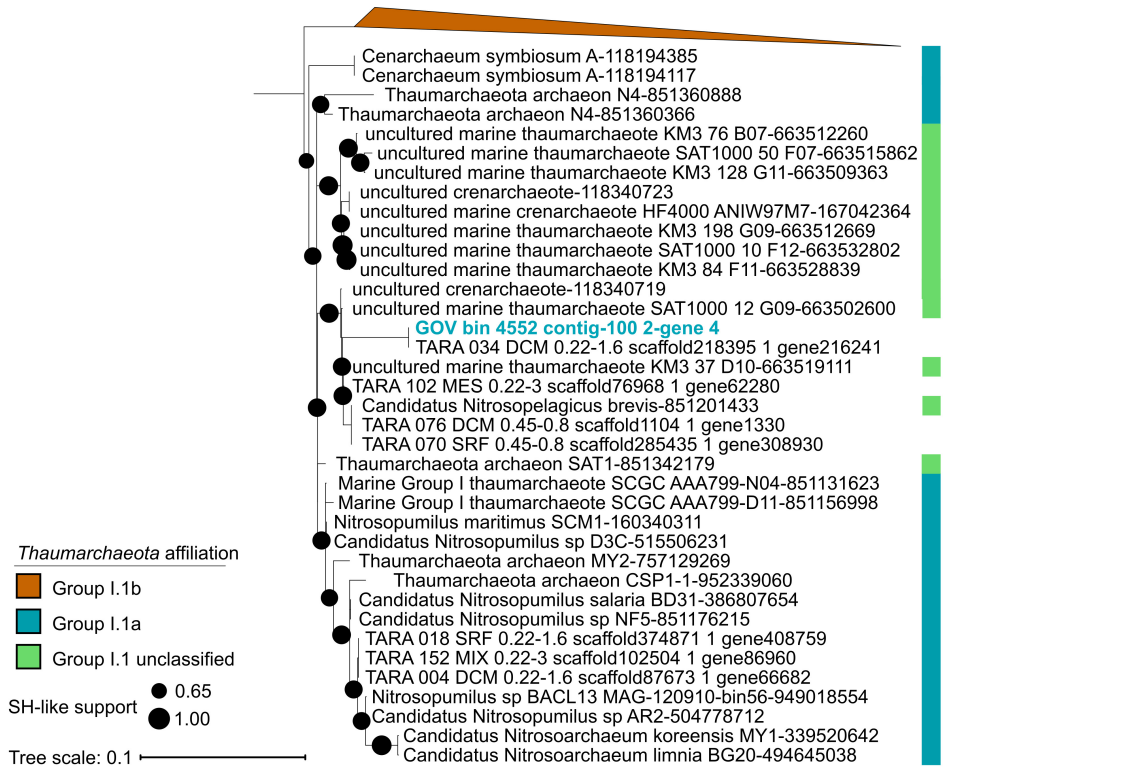 Cenarchaeum symbiosum A-118194385
Cenarchaeum symbiosum A-118194117
Thaumarchaeota archaeon N4-851360888
Thaumarchaeota archaeon N4-851360366
uncultured marine thaumarchaeote KM3 76 B07-663512260
uncultured marine thaumarchaeote SAT1000 50 F07-663515862
uncultured marine thaumarchaeote KM3 128 G11-663509363
uncultured crenarchaeote-118340723
uncultured marine crenarchaeote HF4000 ANIW97M7-167042364
uncultured marine thaumarchaeote KM3 198 G09-663512669
uncultured marine thaumarchaeote SAT1000 10 F12-663532802
uncultured marine thaumarchaeote KM3 84 F11-663528839
uncultured crenarchaeote-118340719
uncultured marine thaumarchaeote SAT1000 12 G09-663502600
GOV bin 4552 contig-100 2-gene 4
TARA 034 DCM 0.22-1.6 scaffold218395 1 gene216241
uncultured marine thaumarchaeote KM3 37 D10-663519111
TARA 102 MES 0.22-3 scaffold76968 1 gene62280
Candidatus Nitrosopelagicus brevis-851201433
TARA 076 DCM 0.45-0.8 scaffold1104 1 gene1330
TARA 070 SRF 0.45-0.8 scaffold285435 1 gene308930
Thaumarchaeota archaeon SAT1-851342179
Marine Group I thaumarchaeote SCGC AAA799-N04-851131623
Marine Group I thaumarchaeote SCGC AAA799-D11-851156998
Nitrosopumilus maritimus SCM1-160340311
Candidatus Nitrosopumilus sp D3C-515506231
Thaumarchaeota archaeon MY2-757129269
Thaumarchaeota archaeon CSP1-1-952339060
Candidatus Nitrosopumilus salaria BD31-386807654
Candidatus Nitrosopumilus sp NF5-851176215
TARA 018 SRF 0.22-1.6 scaffold374871 1 gene408759
TARA 152 MIX 0.22-3 scaffold102504 1 gene86960
TARA 004 DCM 0.22-1.6 scaffold87673 1 gene66682
Nitrosopumilus sp BACL13 MAG-120910-bin56-949018554
Candidatus Nitrosopumilus sp AR2-504778712
Candidatus Nitrosoarchaeum koreensis MY1-339520642
Candidatus Nitrosoarchaeum limnia BG20-494645038
Thaumarchaeota affiliation
Group I.1b
Group I.1a
Group I.1 unclassified
SH-like support
0.65
1.00
Tree scale: 0.1